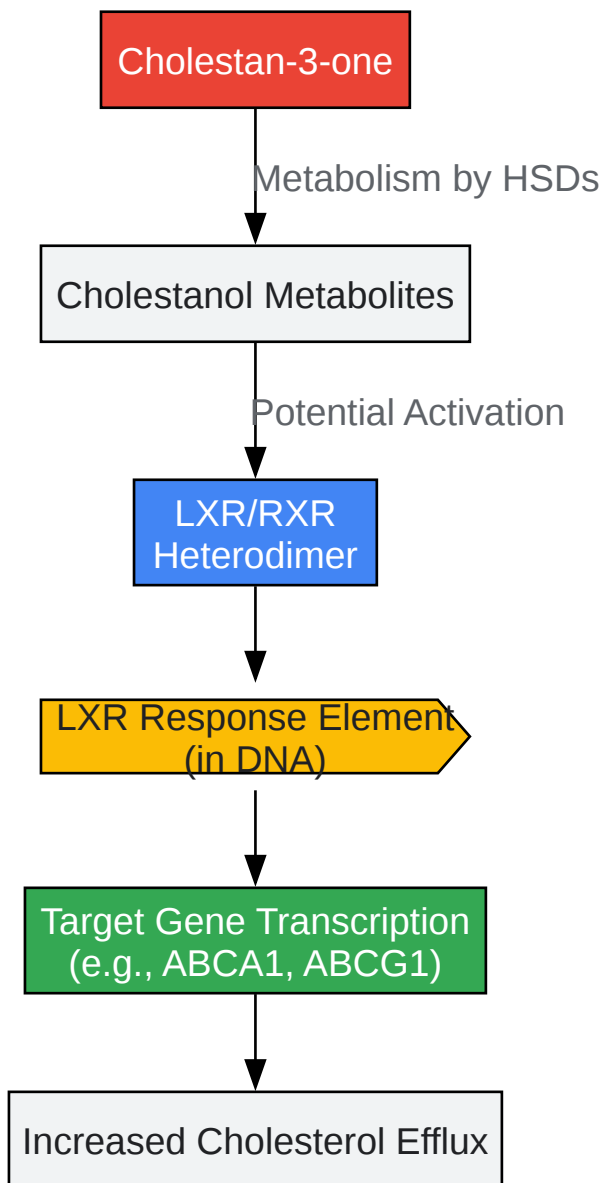 Cholestan-3-one
Metabolism by HSDs
Cholestanol Metabolites
Potential Activation
LXR/RXR
Heterodimer
LXR Response Element
(in DNA)
Target Gene Transcription
(e.g., ABCA1, ABCG1)
Increased Cholesterol Efflux